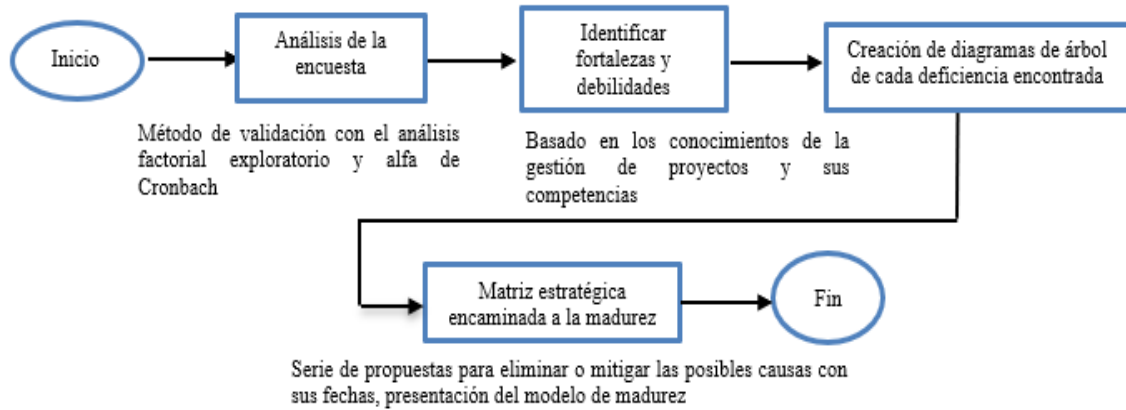 Inicio
Análisis de la
encuesta
Identificar
fortalezas y
debilidades
Creación de diagramas de árbol
de cada deficiencia encontrada
Método de validación con el análisis
factorial exploratorio y alfa de
Cronbach
Basado en los conocimientos de la
gestión de proyectos y sus
competencias
Matriz estratégica
encaminada a la madurez
Fin
Serie de propuestas para eliminar o mitigar las posibles causas con
sus fechas, presentación del modelo de madurez